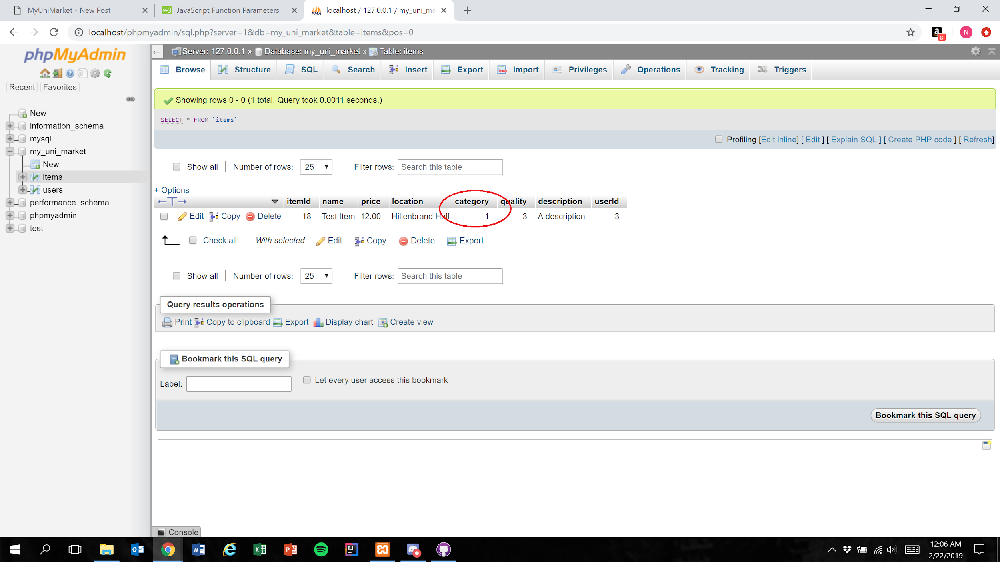 MyUniMarket - New Post
JavaScript Function Parameters
localhost / 127.0.0.1 / my_uni_ma
localhost/phpmyadmin/sql.php?server=1&db=my_uni_market&table=items&pos=0
8
N
phpMyAdmin
Recent Favorites
New
information_schema
mysql
my_uni_market
New
items
users
performance_schema
phpmyadmin
test
Server: 127.0.0.1 » Database: my_uni_market » Table: items
Browse Structure SQL Search Insert Export Import Privileges Operations Tracking Triggers
Showing rows 0 - 0 (1 total, Query took 0.0011 seconds.)
SELECT * FROM `items`
Profiling [Edit inline] [ Edit ] [ Explain SQL ] [ Create PHP code ] [ Refresh]
Show all | Number of rows: 25 Filter rows: Search this table
+ Options
←T→ itemId name price location category quality description userId
Edit Copy Delete 18 Test Item 12.00 Hillenbrand Hall 1 3 A description 3
Check all With selected: Edit Copy Delete Export
Show all | Number of rows: 25 Filter rows: Search this table
Query results operations
Print Copy to clipboard Export Display chart Create view
Bookmark this SQL query
Label: Let every user access this bookmark
Bookmark this SQL query
Console
12:06 AM
2/22/2019